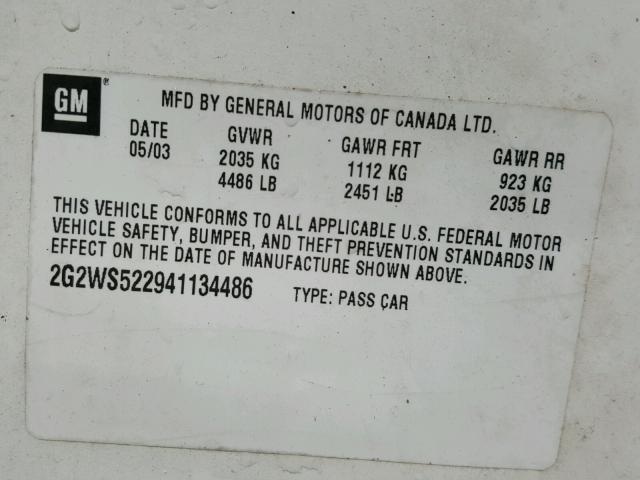 GM ®
MFD BY GENERAL MOTORS OF CANADA LTD.
DATE GVWR GAWR FRT GAWR RR
05/03 2035 KG 1112 KG 923 KG
4486 LB 2451 LB 2035 LB
THIS VEHICLE CONFORMS TO ALL APPLICABLE U.S. FEDERAL MOTOR
VEHICLE SAFETY, BUMPER, AND THEFT PREVENTION STANDARDS IN
EFFECT ON THE DATE OF MANUFACTURE SHOWN ABOVE.
2G2WS522941134486 TYPE: PASS CAR